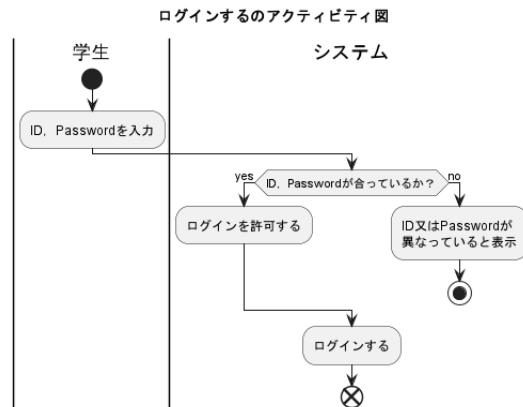 ログインするのアクティビティ図
学生
システム
ID，Passwordを入力
ID，Passwordが合っているか？
yes
no
ログインを許可する
ID又はPasswordが
異なっていると表示
ログインする